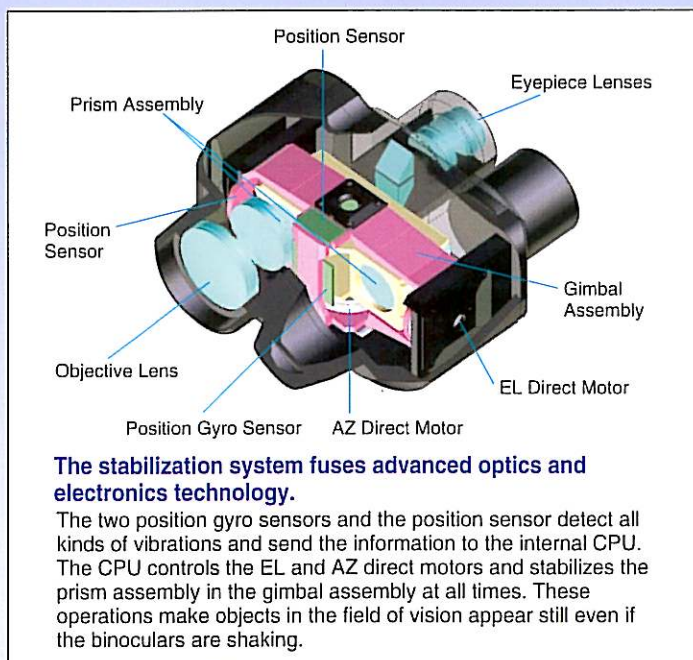 Position Sensor
Eyepiece Lenses
Prism Assembly
Position
Sensor
Gimbal
Assembly
Objective Lens
EL Direct Motor
Position Gyro Sensor
AZ Direct Motor
The stabilization system fuses advanced optics and
electronics technology.
The two position gyro sensors and the position sensor detect all
kinds of vibrations and send the information to the internal CPU.
The CPU controls the EL and AZ direct motors and stabilizes the
prism assembly in the gimbal assembly at all times. These
operations make objects in the field of vision appear still even if
the binoculars are shaking.